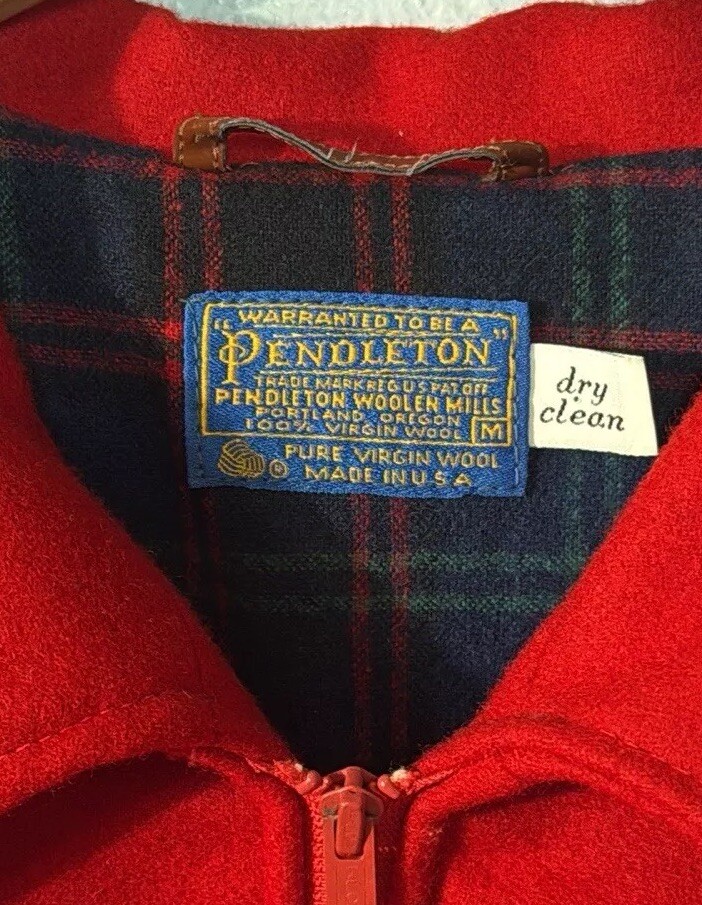 "WARRANTED TO BE A
PENDLETON"
TRADE MARK REG U S PAT OFF
PENDLETON WOOLEN MILLS
PORTLAND, OREGON
100% VIRGIN WOOL M
PURE VIRGIN WOOL
MADE IN U S A
dry
clean